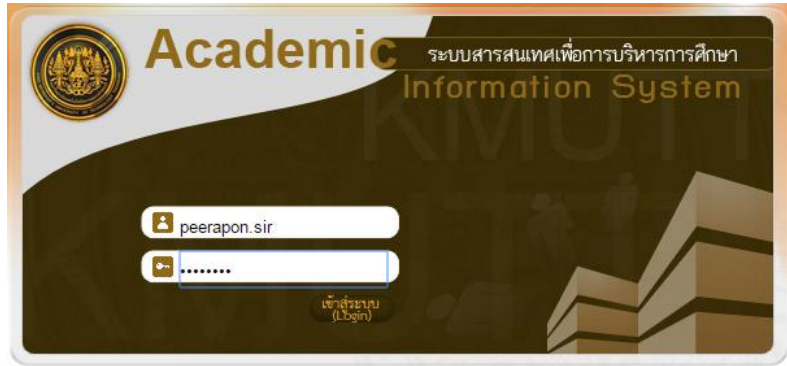 Academic
ระบบสารสนเทศเพื่อการบริหารการศึกษา
Information System
KMUTT
KMUTT
peerapon.sir
••••••••
เข้าสู่ระบบ
(Login)